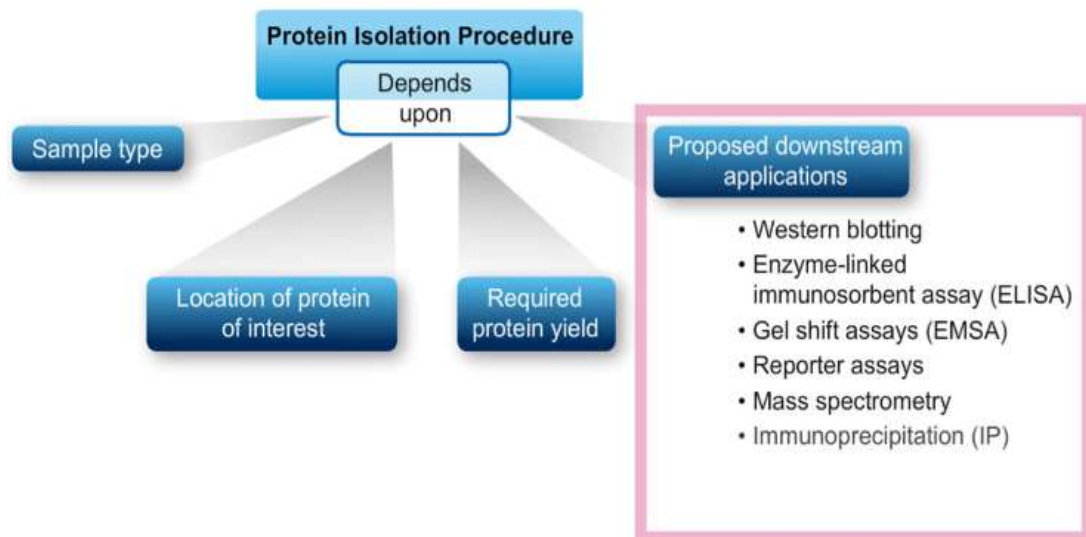 Protein Isolation Procedure
Depends
upon
Sample type
Location of protein
of interest
Required
protein yield
Proposed downstream
applications
• Western blotting
• Enzyme-linked
immunosorbent assay (ELISA)
• Gel shift assays (EMSA)
• Reporter assays
• Mass spectrometry
• Immunoprecipitation (IP)